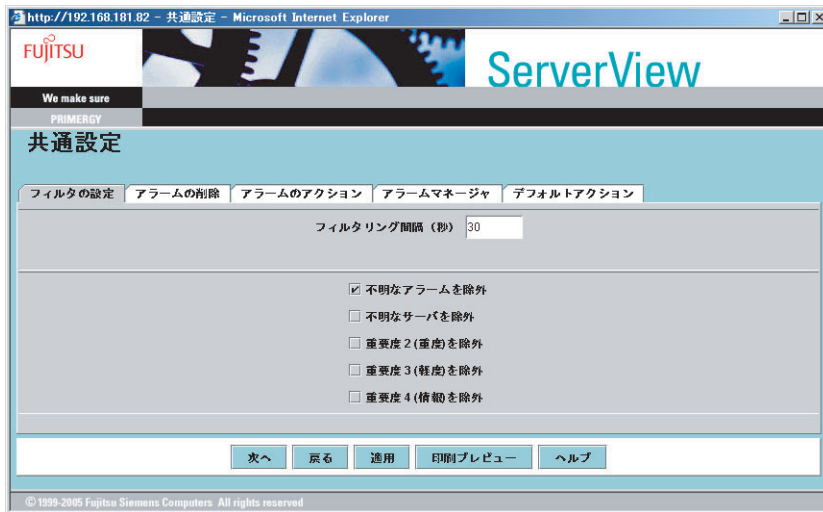 http://192.168.181.82 - 共通設定 - Microsoft Internet Explorer
FUJITSU
ServerView
We make sure
PRIMERGY
共通設定
フィルタの設定 アラームの削除 アラームのアクション アラームマネージャ デフォルトアクション
フィルタリング間隔（秒） 30
不明なアラームを除外
不明なサーバを除外
重要度2(重度)を除外
重要度3(軽度)を除外
重要度4(情報)を除外
次へ 戻る 適用 印刷プレビュー ヘルプ
© 1999-2005 Fujitsu Siemens Computers All rights reserved